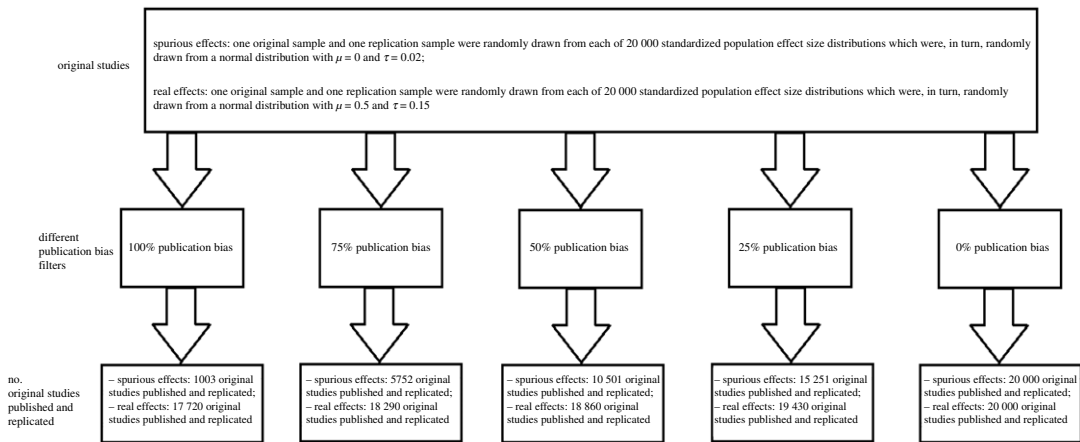 original studies
spurious effects: one original sample and one replication sample were randomly drawn from each of 20 000 standardized population effect size distributions which were, in turn, randomly
drawn from a normal distribution with μ = 0 and τ = 0.02;
real effects: one original sample and one replication sample were randomly drawn from each of 20 000 standardized population effect size distributions which were, in turn, randomly
drawn from a normal distribution with μ = 0.5 and τ = 0.15
different
publication bias
filters
100% publication bias
75% publication bias
50% publication bias
25% publication bias
0% publication bias
no.
original studies
published and
replicated
– spurious effects: 1003 original
studies published and replicated;
– real effects: 17 720 original
studies published and replicated
– spurious effects: 5752 original
studies published and replicated;
– real effects: 18 290 original
studies published and replicated
– spurious effects: 10 501 original
studies published and replicated;
– real effects: 18 860 original
studies published and replicated
– spurious effects: 15 251 original
studies published and replicated;
– real effects: 19 430 original
studies published and replicated
– spurious effects: 20 000 original
studies published and replicated;
– real effects: 20 000 original
studies published and replicated